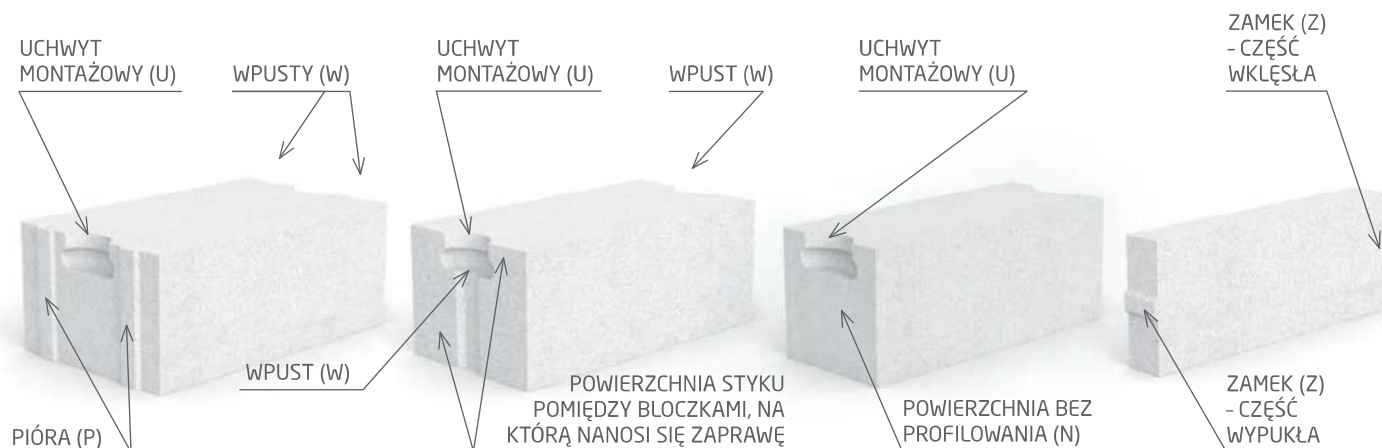 UCHWYT
MONTAŻOWY (U)
WPUSTY (W)
UCHWYT
MONTAŻOWY (U)
WPUST (W)
UCHWYT
MONTAŻOWY (U)
ZAMEK (Z)
- CZĘŚĆ
WKLĘSŁA
WPUST (W)
PIÓRA (P)
POWIERZCHNIA STYKU
POMIĘDZY BLOCZKAMI, NA
KTÓRĄ NANOSI SIĘ ZAPRAWĘ
POWIERZCHNIA BEZ
PROFILOWANIA (N)
ZAMEK (Z)
- CZĘŚĆ
WYPUKŁA